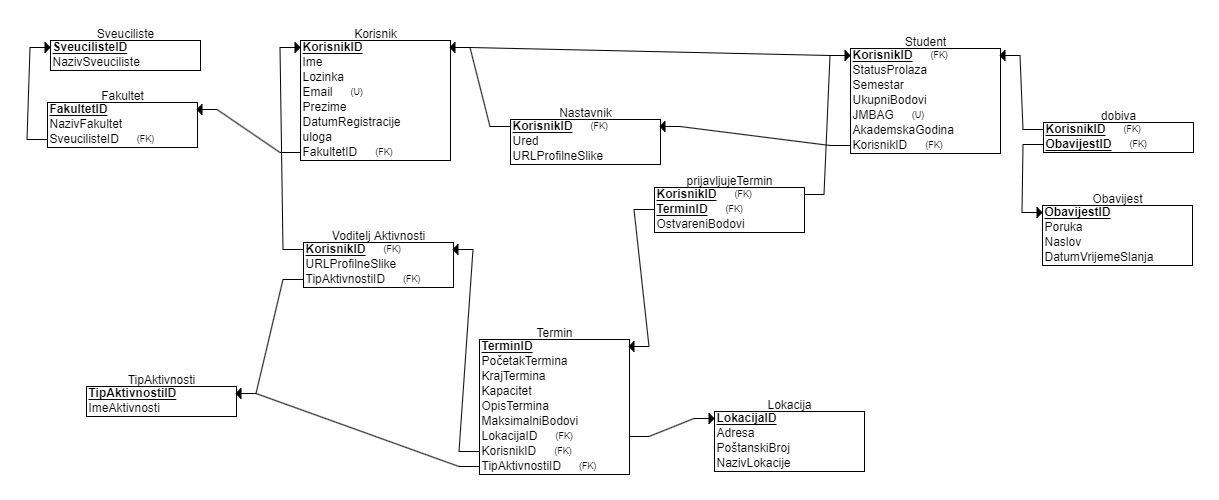 Sveuciliste
SveucilisteID
NazivSveuciliste
Fakultet
FakultetID
NazivFakultet
SveucilisteID (FK)
Korisnik
KorisnikID
Ime
Lozinka
Email (U)
Prezime
DatumRegistracije
uloga
FakultetID (FK)
Nastavnik
KorisnikID (FK)
Ured
URLProfilneSlike
Student
KorisnikID (FK)
StatusProlaza
Semestar
UkupniBodovi
JMBAG (U)
AkademskaGodina
KorisnikID (FK)
dobiva
KorisnikID (FK)
ObavijestID (FK)
prijavljujeTermin
KorisnikID (FK)
TerminID (FK)
OstvareniBodovi
Obavijest
ObavijestID
Poruka
Naslov
DatumVrijemeSlanja
Voditelj Aktivnosti
KorisnikID (FK)
URLProfilneSlike
TipAktivnostiID (FK)
Termin
TerminID
PočetakTermina
KrajTermina
Kapacitet
OpisTermina
MaksimalniBodovi
LokacijaID (FK)
KorisnikID (FK)
TipAktivnostiID (FK)
TipAktivnosti
TipAktivnostiID
ImeAktivnosti
Lokacija
LokacijaID
Adresa
PoštanskiBroj
NazivLokacije